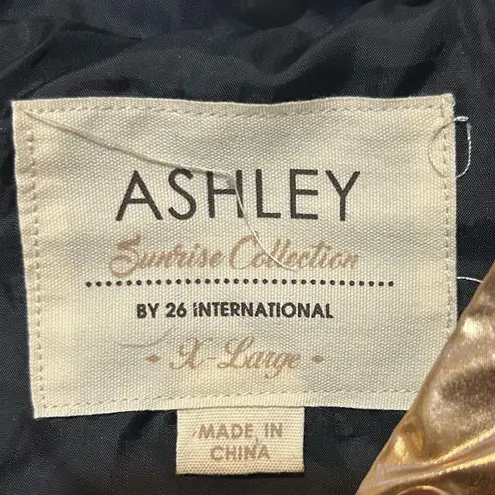 ASHLEY
Sunrise Collection
BY 26 INTERNATIONAL
- X-Large -
MADE IN
CHINA